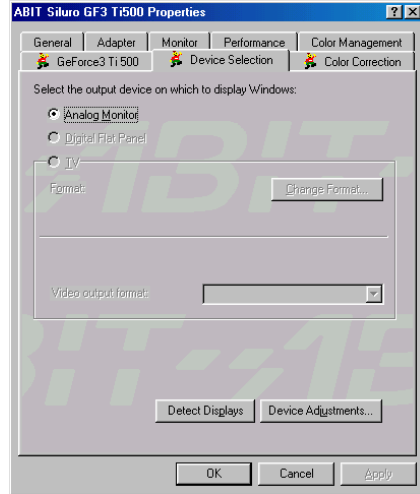 ABIT Siluro GF3 Ti500 Properties
General Adapter Monitor Performance Color Management
GeForce3 Ti 500 Device Selection Color Correction
Select the output device on which to display Windows:
Analog Monitor
Digital Flat Panel
TV
Format: Change Format...
Video output format:
Detect Displays Device Adjustments...
OK Cancel Apply